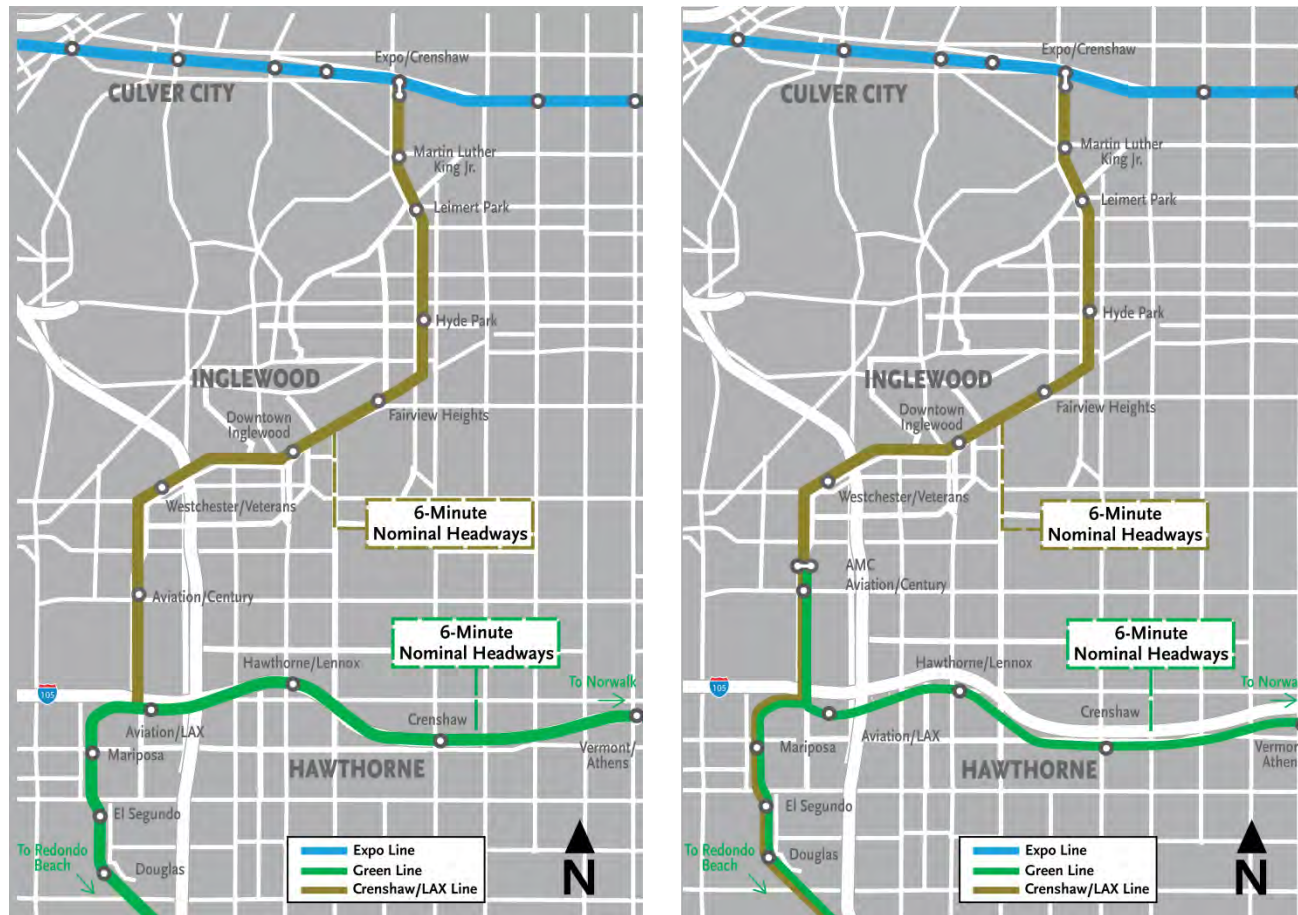 Expo/Crenshaw
CULVER CITY
Martin Luther
King Jr.
Leimert Park
Hyde Park
INGLEWOOD
Downtown
Inglewood
Fairview Heights
Westchester/Veterans
6-Minute
Nominal Headways
Aviation/Century
6-Minute
Nominal Headways
Hawthorne/Lennox
To Norwalk
105
Crenshaw
Aviation/LAX
Mariposa
Vermont/
Athens
HAWTHORNE
El Segundo
To Redondo
Beach
Douglas
Expo Line
Green Line
Crenshaw/LAX Line
N
Expo/Crenshaw
CULVER CITY
Martin Luther
King Jr.
Leimert Park
Hyde Park
INGLEWOOD
Downtown
Inglewood
Fairview Heights
Westchester/Veterans
6-Minute
Nominal Headways
AMC
Aviation/Century
6-Minute
Nominal Headways
Hawthorne/Lennox
To Norwa
105
Crenshaw
Aviation/LAX
Mariposa
Vermont/
Athen
HAWTHORNE
El Segundo
To Redondo
Beach
Douglas
Expo Line
Green Line
Crenshaw/LAX Line
N